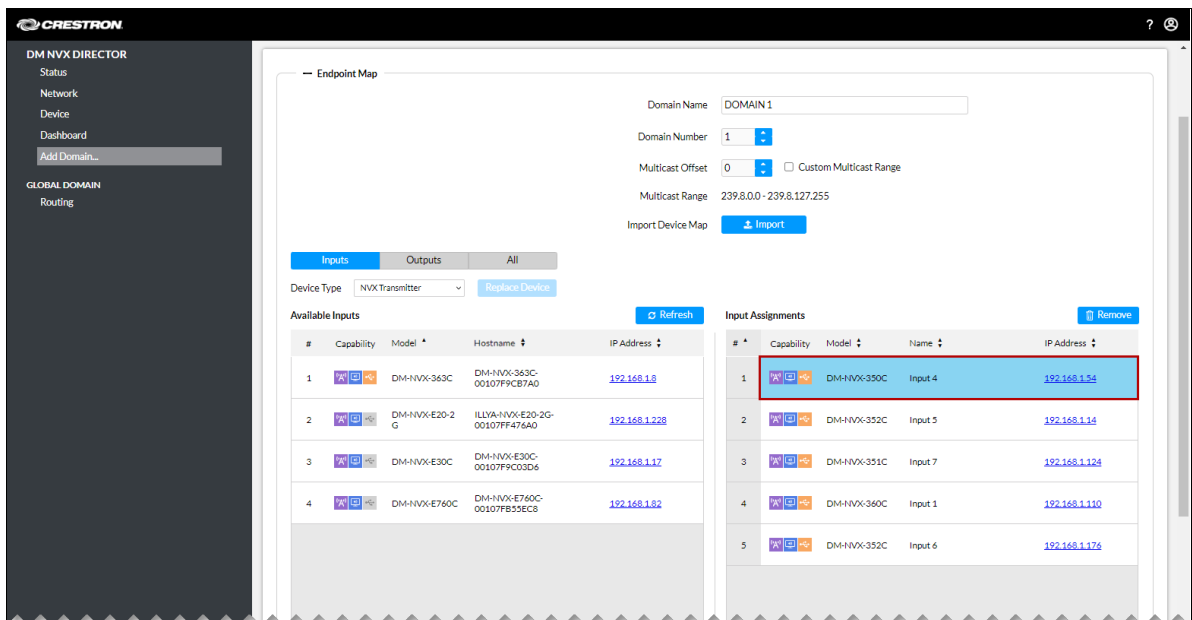 CRESTRON
?
DM NVX DIRECTOR
Status
Network
Device
Dashboard
Add Domain...
GLOBAL DOMAIN
Routing
Endpoint Map
Domain Name DOMAIN 1
Domain Number 1
Multicast Offset 0 Custom Multicast Range
Multicast Range 239.8.0.0 - 239.8.127.255
Import Device Map Import
Inputs Outputs All
Device Type NVX Transmitter Replace Device
Available Inputs Refresh
# Capability Model Hostname IP Address
1 DM-NVX-363C DM-NVX-363C-
00107F9CB7A0 192.168.1.8
2 DM-NVX-E20-2
G ILLYA-NVX-E20-2G-
00107FF476A0 192.168.1.228
3 DM-NVX-E30C DM-NVX-E30C-
00107F9C03D6 192.168.1.17
4 DM-NVX-E760C DM-NVX-E760C-
00107FB55EC8 192.168.1.82
Input Assignments Remove
# Capability Model Name IP Address
1 DM-NVX-350C Input 4 192.168.1.54
2 DM-NVX-352C Input 5 192.168.1.14
3 DM-NVX-351C Input 7 192.168.1.124
4 DM-NVX-360C Input 1 192.168.1.110
5 DM-NVX-352C Input 6 192.168.1.176